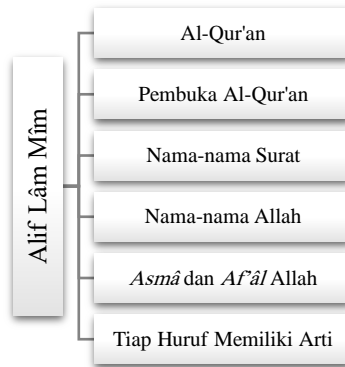 Alif Lâm Mîm
Al-Qur'an
Pembuka Al-Qur'an
Nama-nama Surat
Nama-nama Allah
Asmâ dan Af'âl Allah
Tiap Huruf Memiliki Arti